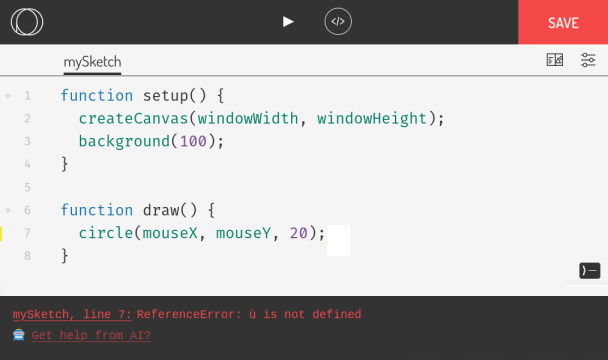 SAVE
mySketch
1 function setup() {
2 createCanvas(windowWidth, windowHeight);
3 background(100);
4 }
5
6 function draw() {
7 circle(mouseX, mouseY, 20);
8 }
mySketch, line 7: ReferenceError: ù is not defined
Get help from AI?